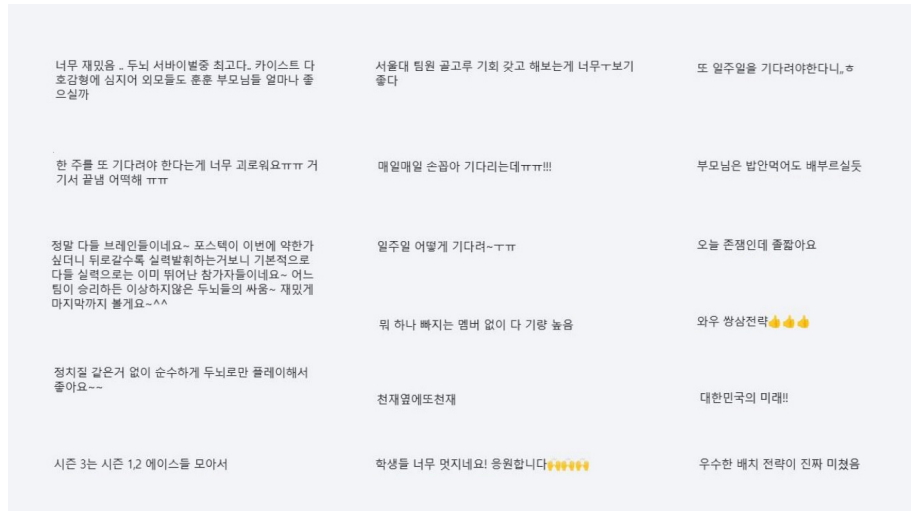 너무 재밌음 .. 두뇌 서바이벌중 최고다.. 카이스트 다
호감형에 심지어 외모들도 훈훈 부모님들 얼마나 좋
으실까
한 주를 또 기다려야 한다는게 너무 괴로워요ㅠㅠ 거
기서 끝냄 어떡해 ㅠㅠ
정말 다들 브레인들이네요~ 포스텍이 이번에 약한가
싶더니 뒤로갈수록 실력발휘하는거보니 기본적으로
다들 실력으로는 이미 뛰어난 참가자들이네요~ 어느
팀이 승리하든 이상하지않은 두뇌들의 싸움~ 재밌게
마지막까지 볼게요~^^
정치질 같은거 없이 순수하게 두뇌로만 플레이해서
좋아요~~
시즌 3는 시즌 1,2 에이스들 모아서
서울대 팀원 골고루 기회 갖고 해보는게 너무ㅜ보기
좋다
매일매일 손꼽아 기다리는데ㅠㅠ!!!
일주일 어떻게 기다려~ㅜㅠ
뭐 하나 빠지는 멤버 없이 다 기량 높음
천재옆에또천재
학생들 너무 멋지네요! 응원합니다🙌🙌🙌🙌
또 일주일을 기다려야한다니,,ㅎ
부모님은 밥안먹어도 배부르실듯
오늘 존잼인데 졸짧아요
와우 쌍삼전략👍👍👍
대한민국의 미래!!
우수한 배치 전략이 진짜 미쳤음